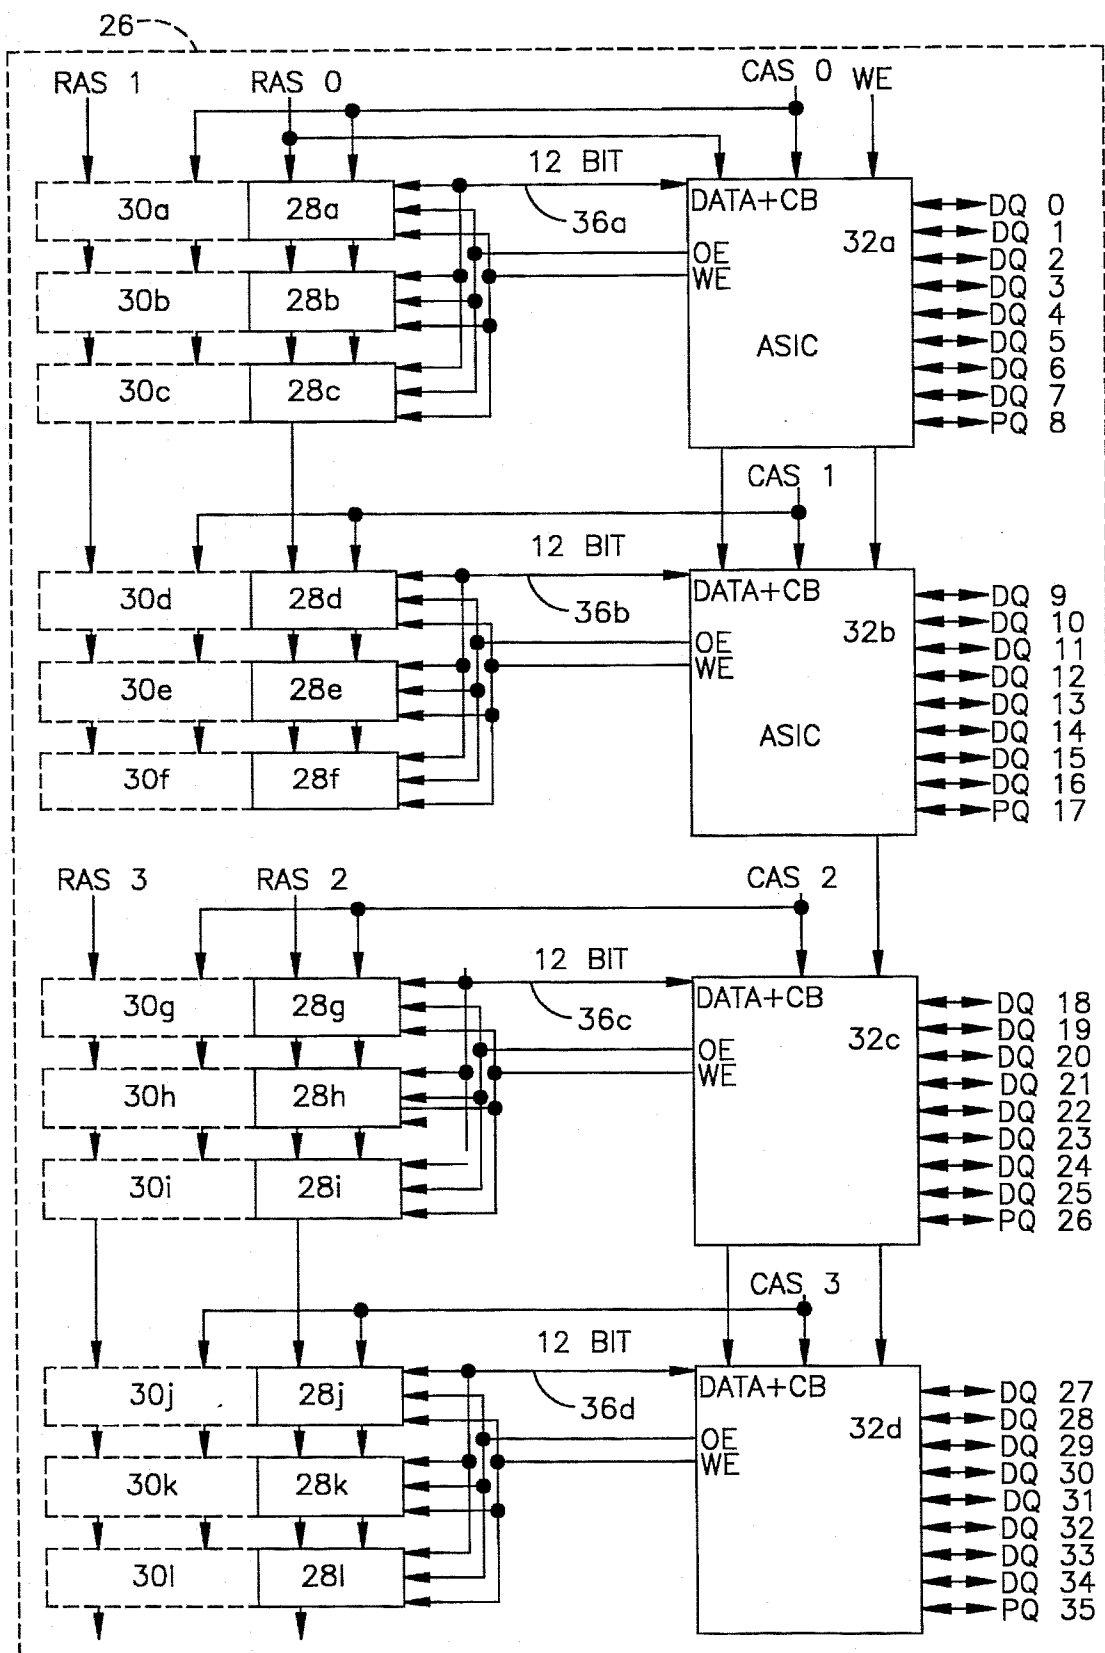 26
RAS 1 RAS 0 CAS 0 WE
12 BIT
30a 28a 36a DATA+CB 32a DQ 0
DQ 1
OE DQ 2
30b 28b WE DQ 3
DQ 4
ASIC DQ 5
DQ 6
30c 28c DQ 7
PQ 8
CAS 1
12 BIT
30d 28d 36b DATA+CB 32b DQ 9
DQ 10
OE DQ 11
30e 28e WE DQ 12
DQ 13
ASIC DQ 14
DQ 15
30f 28f DQ 16
PQ 17
RAS 3 RAS 2 CAS 2
12 BIT
30g 28g 36c DATA+CB 32c DQ 18
DQ 19
OE DQ 20
30h 28h WE DQ 21
DQ 22
DQ 23
DQ 24
30i 28i DQ 25
PQ 26
CAS 3
12 BIT
30j 28j 36d DATA+CB 32d DQ 27
DQ 28
OE DQ 29
30k 28k WE DQ 30
DQ 31
DQ 32
DQ 33
30l 28l DQ 34
PQ 35